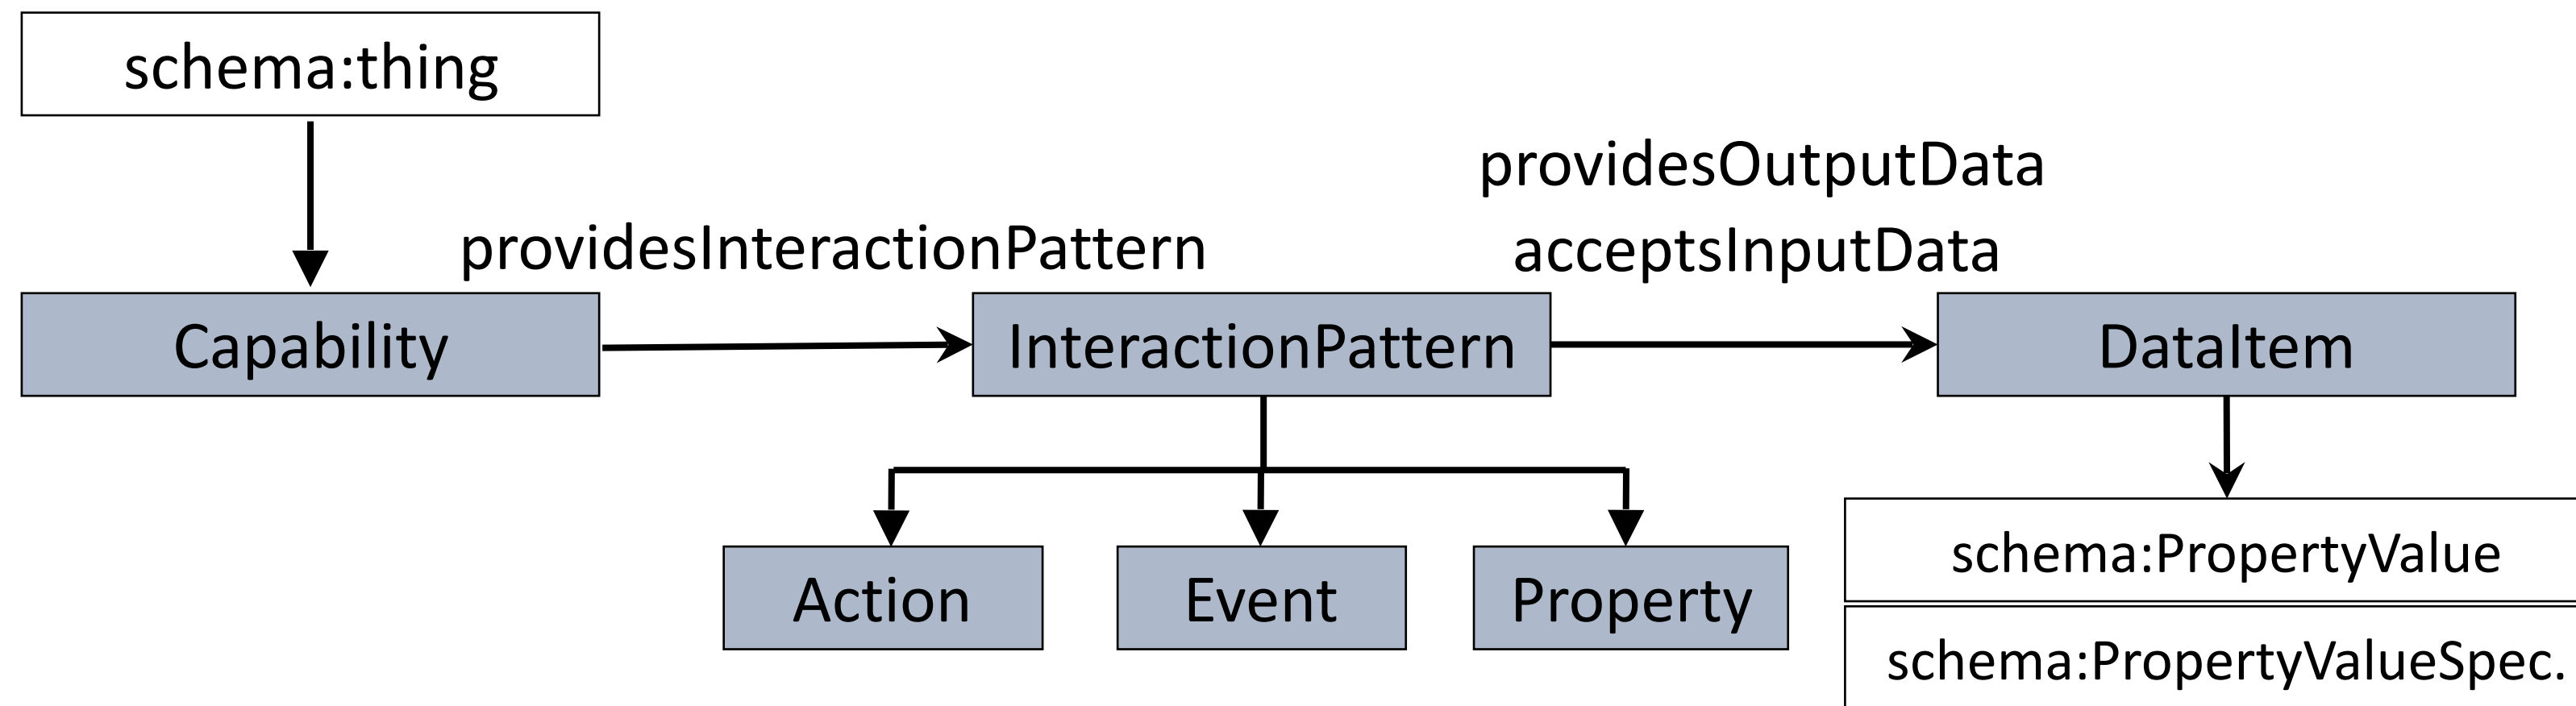 schema:thing
providesOutputData
providesInteractionPattern
acceptsInputData
Capability
InteractionPattern
DataItem
Action
Event
Property
schema:PropertyValue
schema:PropertyValueSpec.